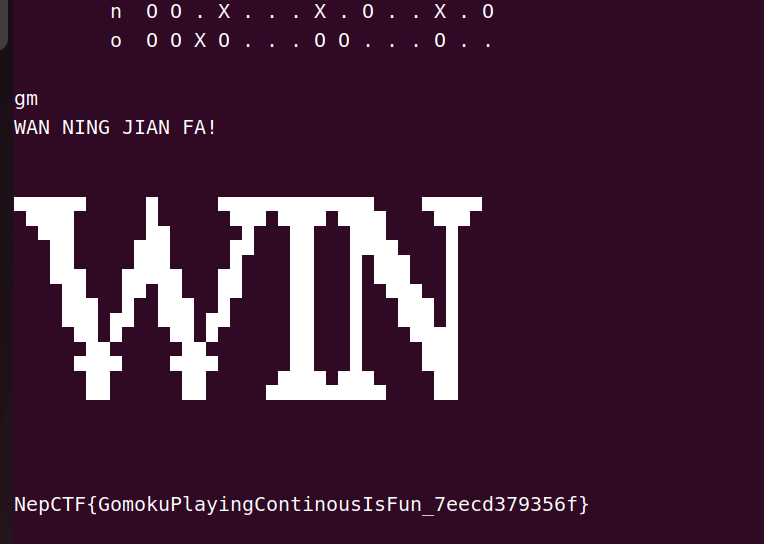 n O O . X . . . X . O . . X . O
o O O X O . . . O O . . . O . .
gm
WAN NING JIAN FA!
WIN
NepCTF{GomokuPlayingContinousIsFun_7eecd379356f}